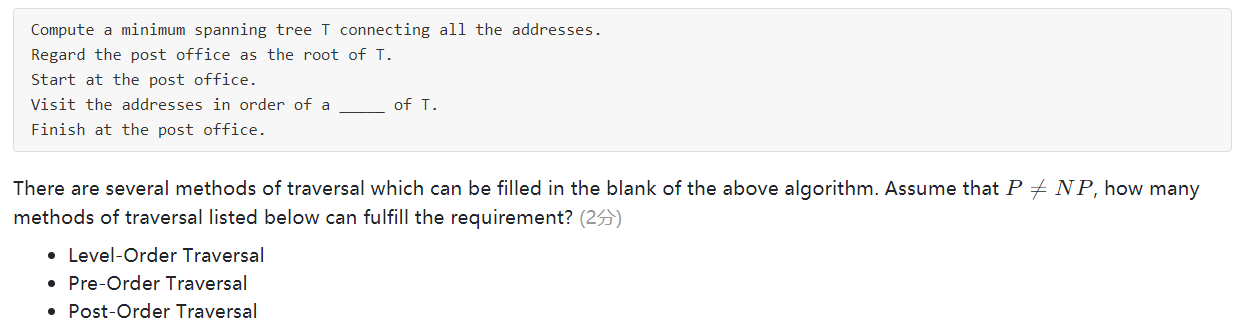 Compute a minimum spanning tree T connecting all the addresses.
Regard the post office as the root of T.
Start at the post office.
Visit the addresses in order of a _____ of T.
Finish at the post office.
There are several methods of traversal which can be filled in the blank of the above algorithm. Assume that P ≠ NP, how many
methods of traversal listed below can fulfill the requirement? (2分)
• Level-Order Traversal
• Pre-Order Traversal
• Post-Order Traversal